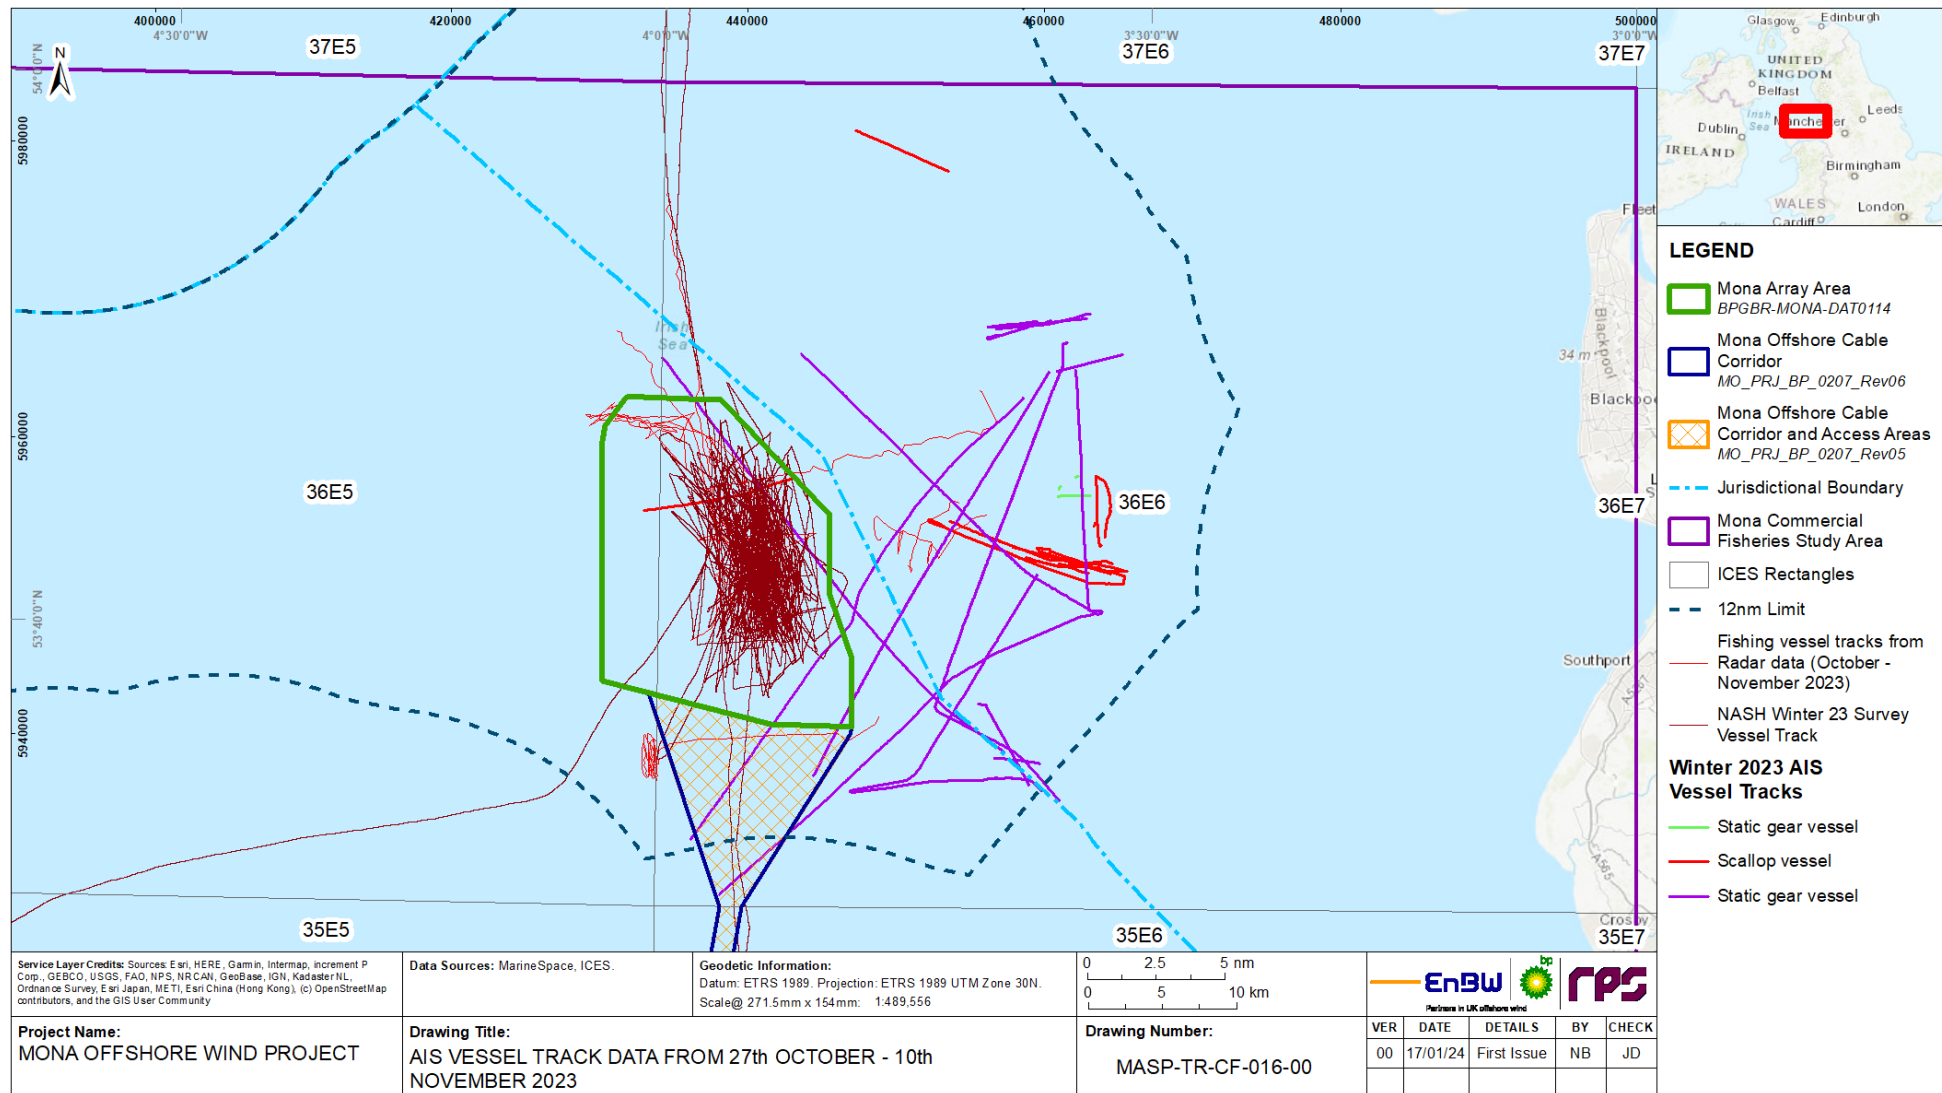 400000
420000
440000
460000
480000
500000
4°30'0"W
4°0'0"W
3°30'0"W
3°0'0"W
37E5
37E6
37E7
N
54°0'0"N
5980000
Fleet
Irish
Sea
34 m
Blackpool
Blackpoo
5960000
36E5
36E6
36E7
L
S
53°40'0"N
Southport
A5
A565
5940000
Crosby
35E5
35E6
35E7
Glasgow
Edinburgh
UNITED
KINGDOM
Belfast
Leeds
Irish
Sea
Manchester
Dublin
IRELAND
Birmingham
WALES
London
Cardiff
LEGEND
Mona Array Area
BPGBR-MONA-DAT0114
Mona Offshore Cable
Corridor
MO_PRJ_BP_0207_Rev06
Mona Offshore Cable
Corridor and Access Areas
MO_PRJ_BP_0207_Rev05
Jurisdictional Boundary
Mona Commercial
Fisheries Study Area
ICES Rectangles
12nm Limit
Fishing vessel tracks from
Radar data (October -
November 2023)
NASH Winter 23 Survey
Vessel Track
Winter 2023 AIS
Vessel Tracks
Static gear vessel
Scallop vessel
Static gear vessel
Service Layer Credits: Sources: Esri, HERE, Garmin, Intermap, increment P
Corp., GEBCO, USGS, FAO, NPS, NRCAN, GeoBase, IGN, Kadaster NL,
Ordnance Survey, Esri Japan, METI, Esri China (Hong Kong), (c) OpenStreetMap
contributors, and the GIS User Community
Data Sources: MarineSpace, ICES.
Geodetic Information:
Datum: ETRS 1989. Projection: ETRS 1989 UTM Zone 30N.
Scale@ 271.5mm x 154mm: 1:489,556
0 2.5 5 nm
0 5 10 km
EnBW
bp
rps
Partners in UK offshore wind
Project Name:
MONA OFFSHORE WIND PROJECT
Drawing Title:
AIS VESSEL TRACK DATA FROM 27th OCTOBER - 10th
NOVEMBER 2023
Drawing Number:
MASP-TR-CF-016-00
VER DATE DETAILS BY CHECK
00 17/01/24 First Issue NB JD